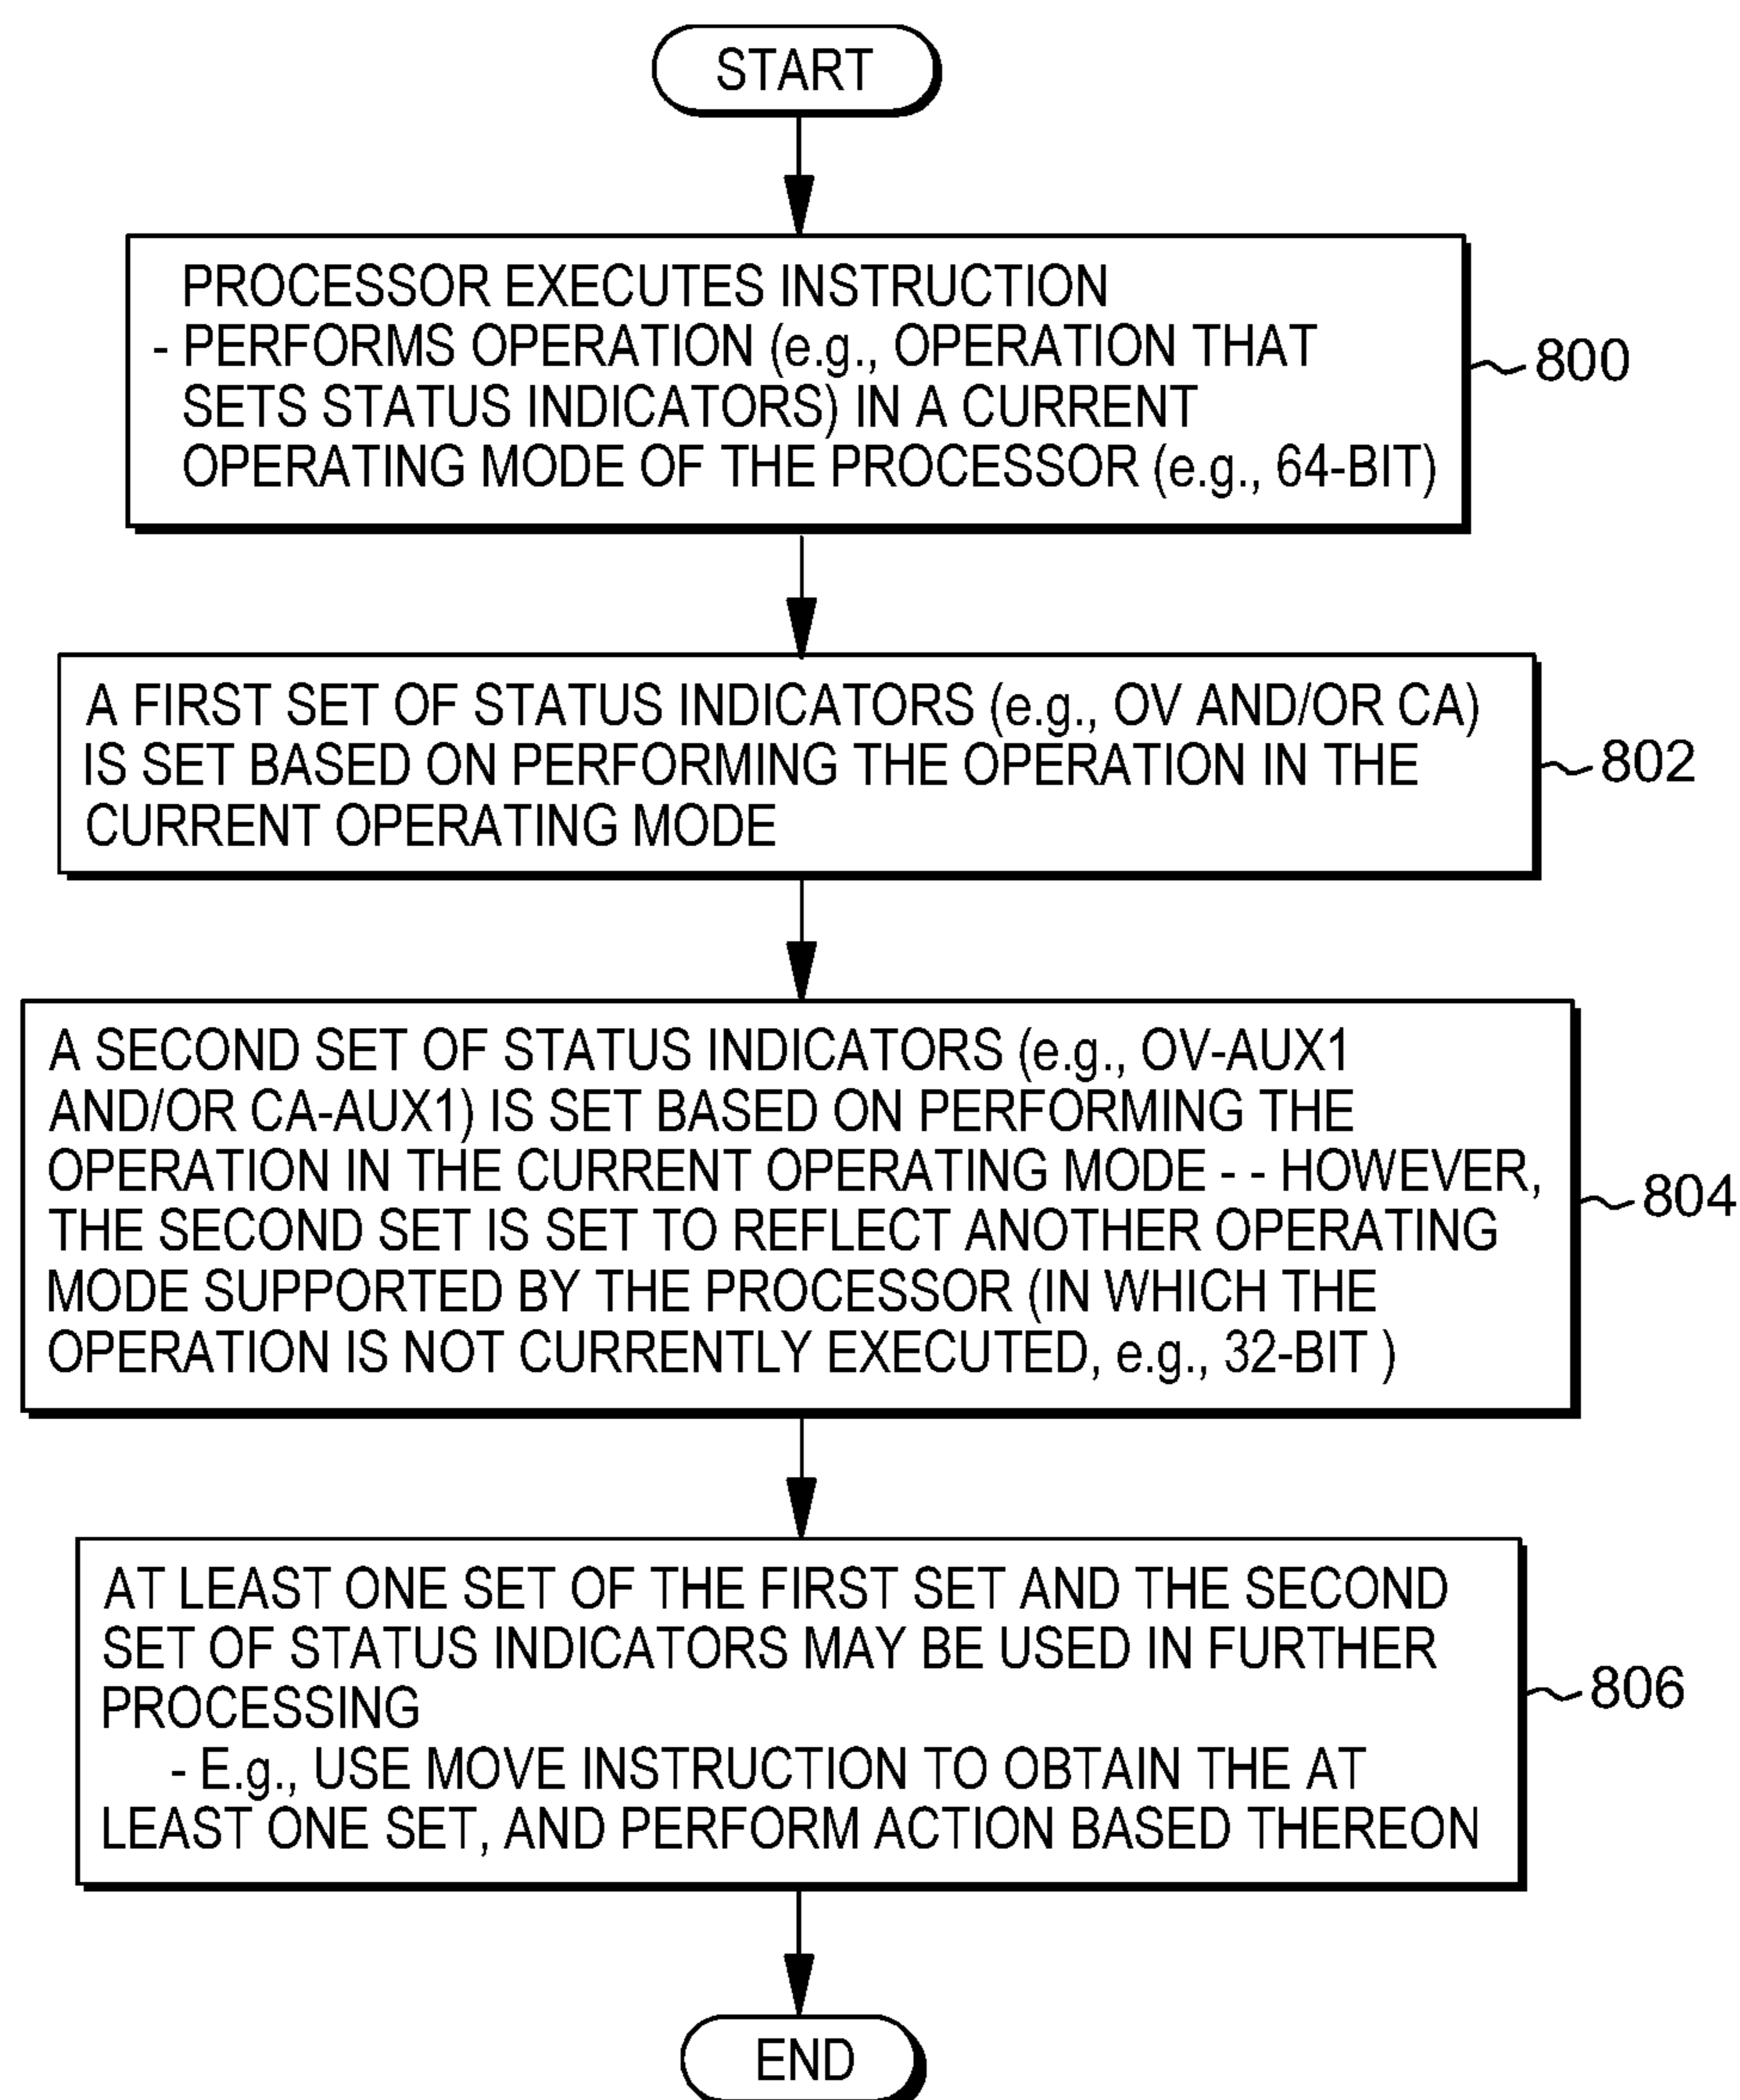 START
PROCESSOR EXECUTES INSTRUCTION
- PERFORMS OPERATION (e.g., OPERATION THAT
SETS STATUS INDICATORS) IN A CURRENT
OPERATING MODE OF THE PROCESSOR (e.g., 64-BIT)
800
A FIRST SET OF STATUS INDICATORS (e.g., OV AND/OR CA)
IS SET BASED ON PERFORMING THE OPERATION IN THE
CURRENT OPERATING MODE
802
A SECOND SET OF STATUS INDICATORS (e.g., OV-AUX1
AND/OR CA-AUX1) IS SET BASED ON PERFORMING THE
OPERATION IN THE CURRENT OPERATING MODE - - HOWEVER,
THE SECOND SET IS SET TO REFLECT ANOTHER OPERATING
MODE SUPPORTED BY THE PROCESSOR (IN WHICH THE
OPERATION IS NOT CURRENTLY EXECUTED, e.g., 32-BIT )
804
AT LEAST ONE SET OF THE FIRST SET AND THE SECOND
SET OF STATUS INDICATORS MAY BE USED IN FURTHER
PROCESSING
- E.g., USE MOVE INSTRUCTION TO OBTAIN THE AT
LEAST ONE SET, AND PERFORM ACTION BASED THEREON
806
END